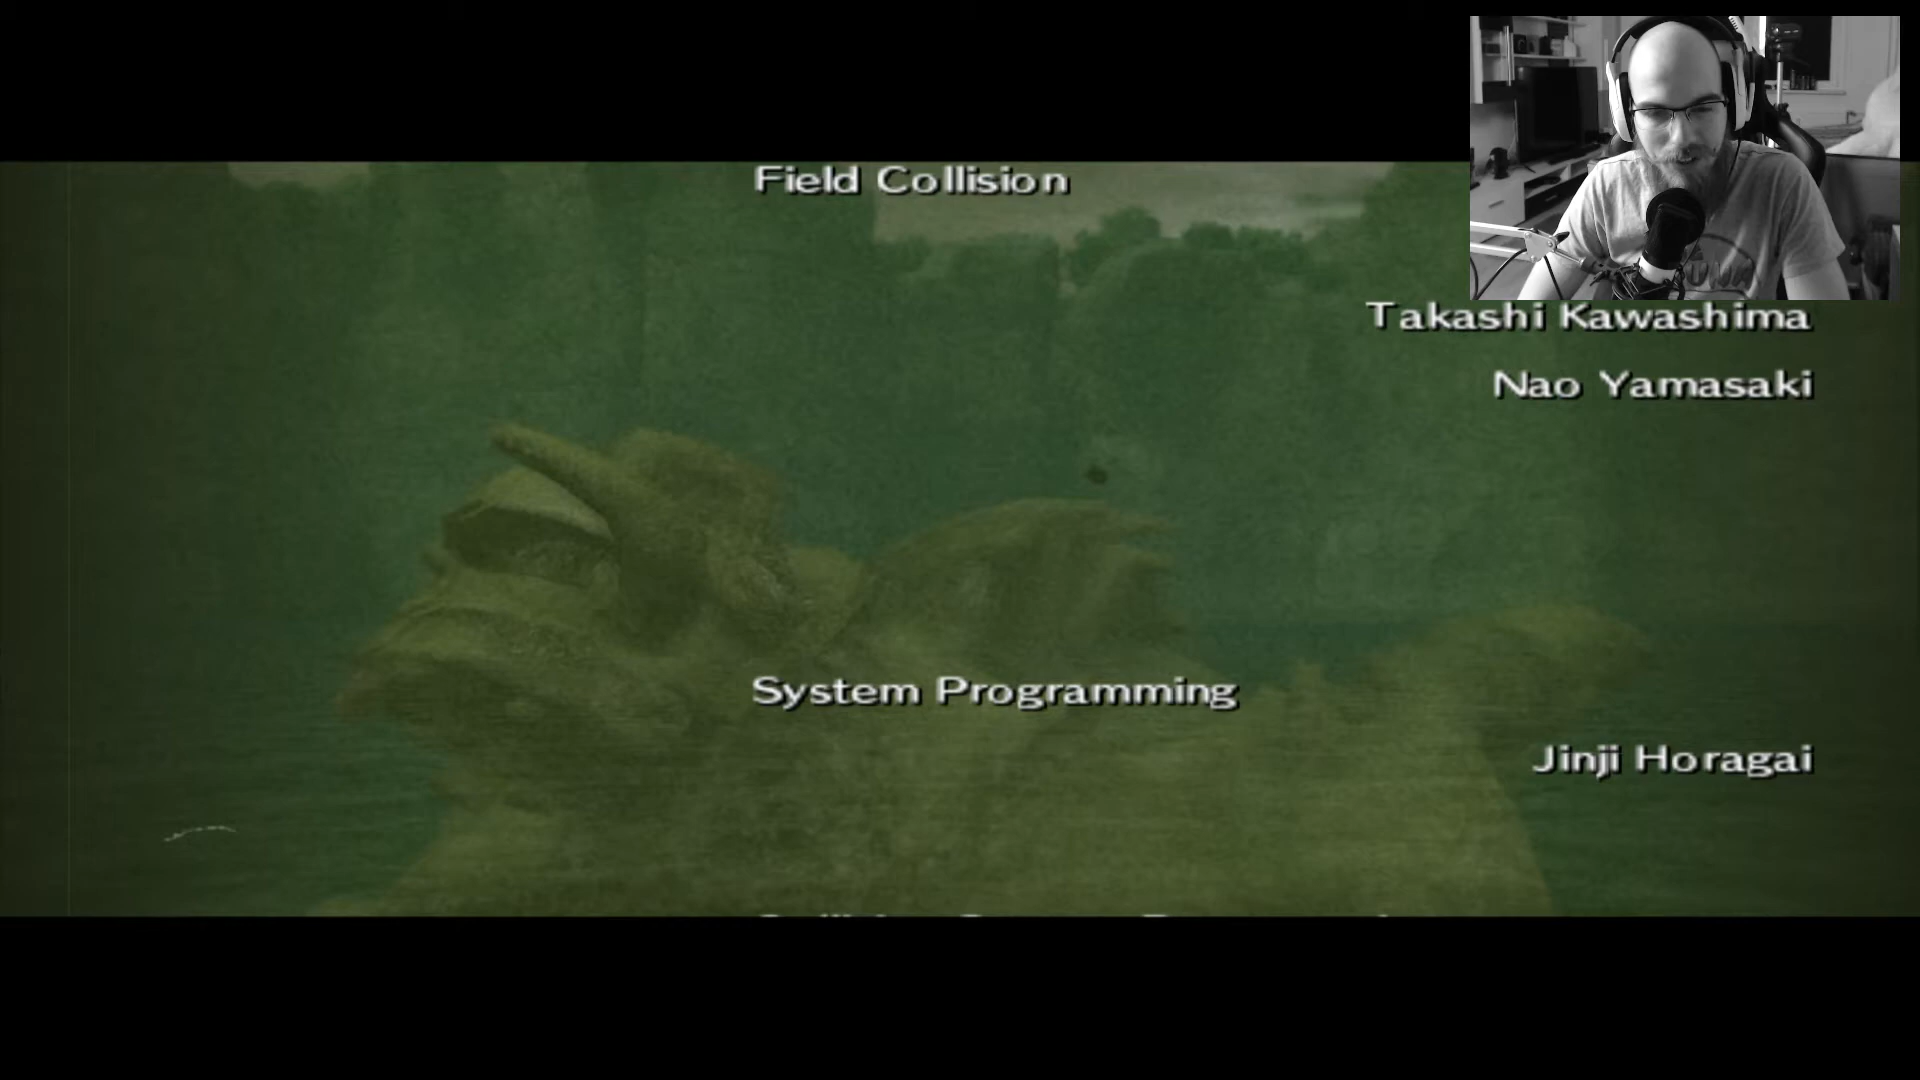 Field Collision
Takashi Kawashima
Nao Yamasaki
System Programming
Jinji Horagai